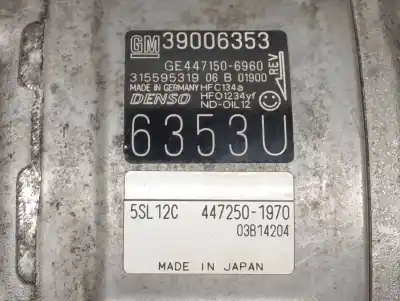 GM 39006353
GE447150-6960
315595319 06 B 01900
MADE IN GERMANY HFC134a
DENSO HFO1234yf
ND-OIL12
REV
6353U
5SL12C 447250-1970
03B14204
MADE IN JAPAN